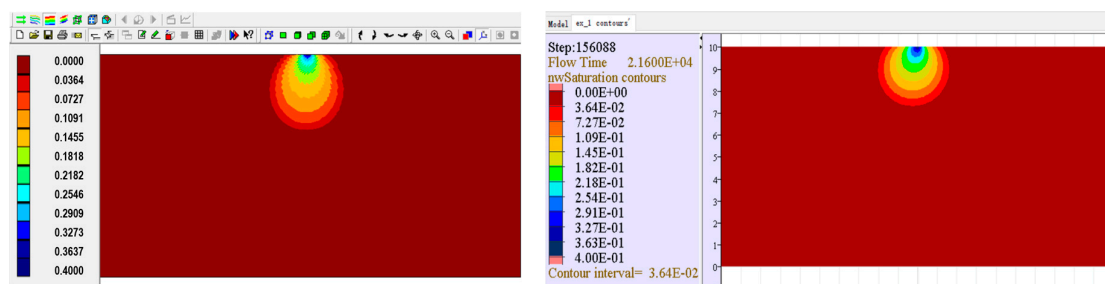 0.0000
0.0364
0.0727
0.1091
0.1455
0.1818
0.2182
0.2546
0.2909
0.3273
0.3637
0.4000
Model ex_1 contours*
Step:156088
Flow Time 2.1600E+04
nwSaturation contours
0.00E+00
3.64E-02
7.27E-02
1.09E-01
1.45E-01
1.82E-01
2.18E-01
2.54E-01
2.91E-01
3.27E-01
3.63E-01
4.00E-01
Contour interval= 3.64E-02
10
9
8
7
6
5
4
3
2
1
0